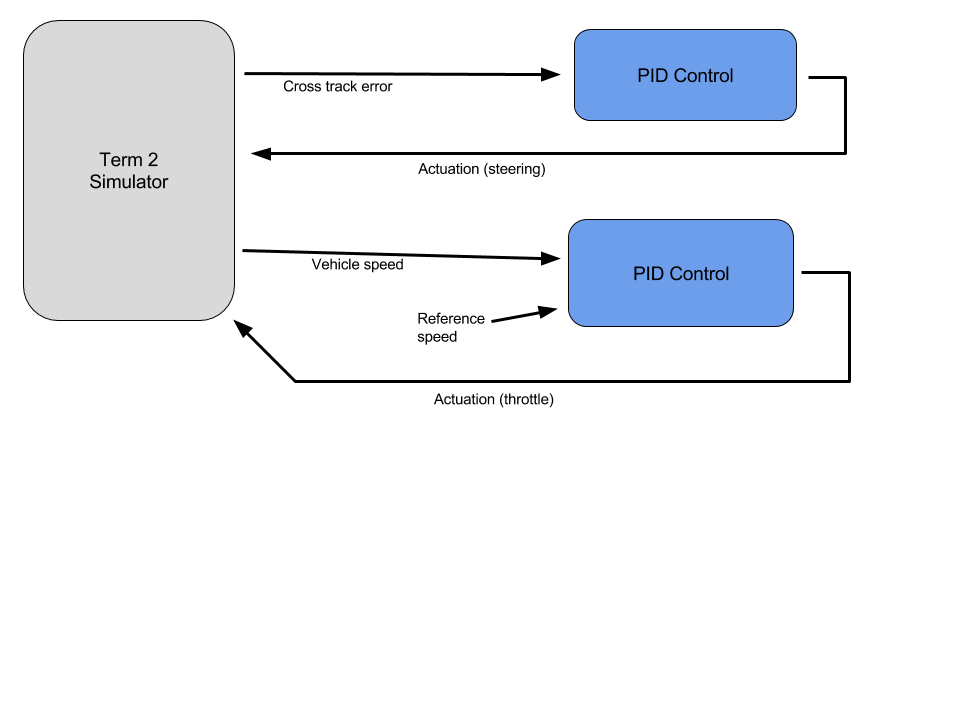 Term 2
Simulator
Cross track error
PID Control
Actuation (steering)
Vehicle speed
PID Control
Reference
speed
Actuation (throttle)